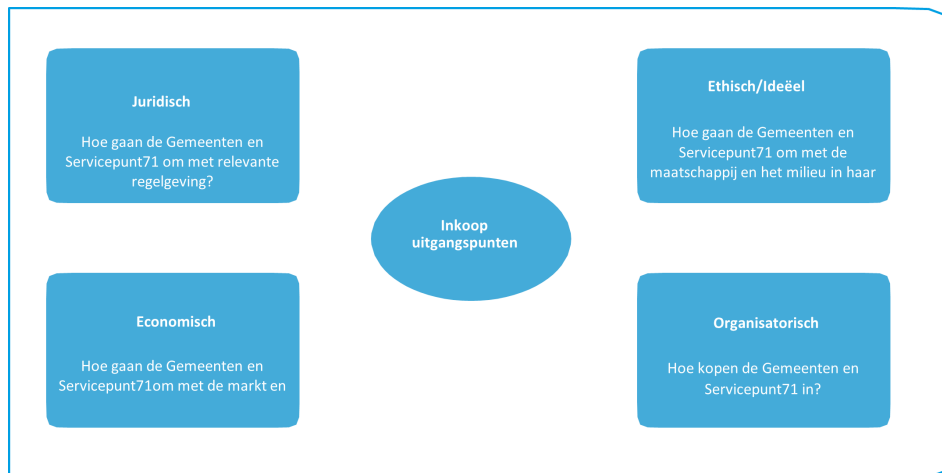 Juridisch
Hoe gaan de Gemeenten en
Servicepunt71 om met relevante
regelgeving?
Ethisch/Ideëel
Hoe gaan de Gemeenten en
Servicepunt71 om met de
maatschappij en het milieu in haar
Inkoop
uitgangspunten
Economisch
Hoe gaan de Gemeenten en
Servicepunt71om met de markt en
Organisatorisch
Hoe kopen de Gemeenten en
Servicepunt71 in?